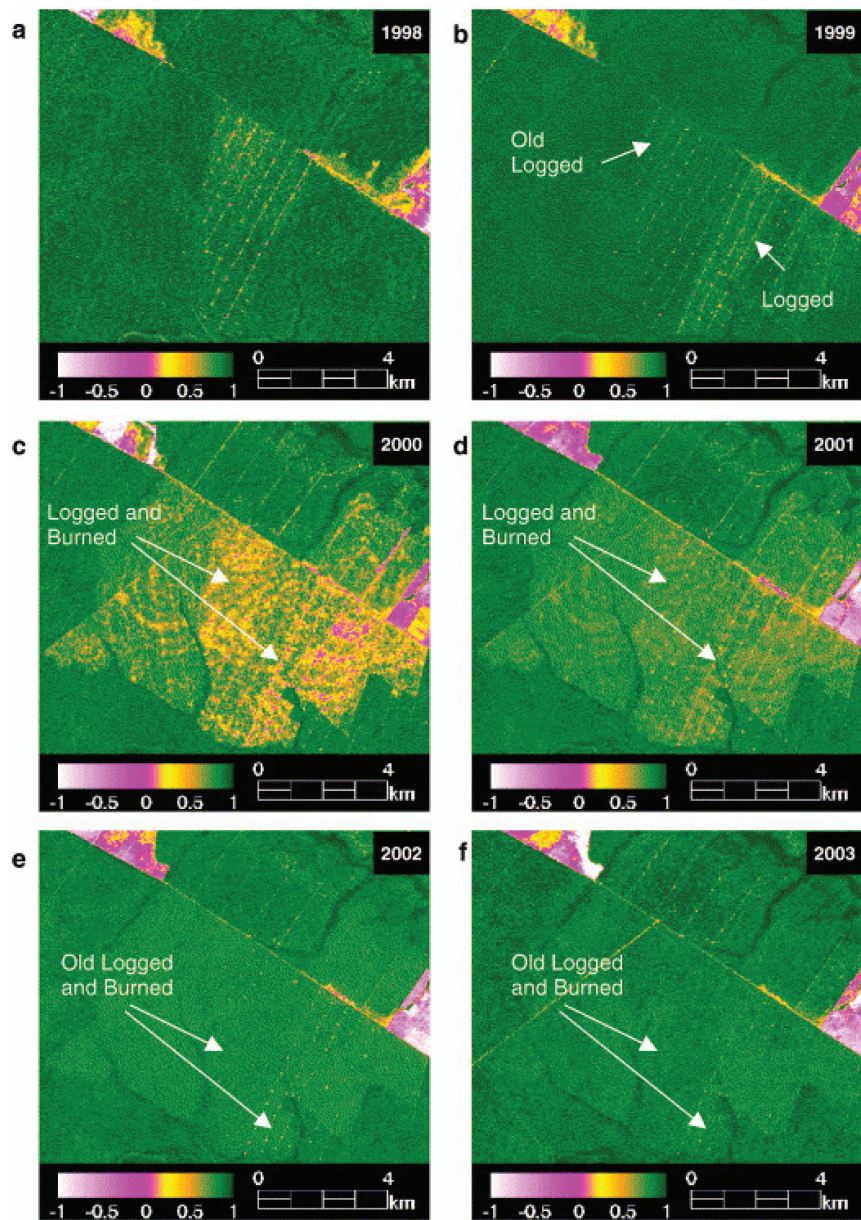 a
1998
-1 -0.5 0 0.5 1
0 4
km
b
1999
Old
Logged
Logged
-1 -0.5 0 0.5 1
0 4
km
c
2000
Logged and
Burned
-1 -0.5 0 0.5 1
0 4
km
d
2001
Logged and
Burned
-1 -0.5 0 0.5 1
0 4
km
e
2002
Old Logged
and Burned
-1 -0.5 0 0.5 1
0 4
km
f
2003
Old Logged
and Burned
-1 -0.5 0 0.5 1
0 4
km